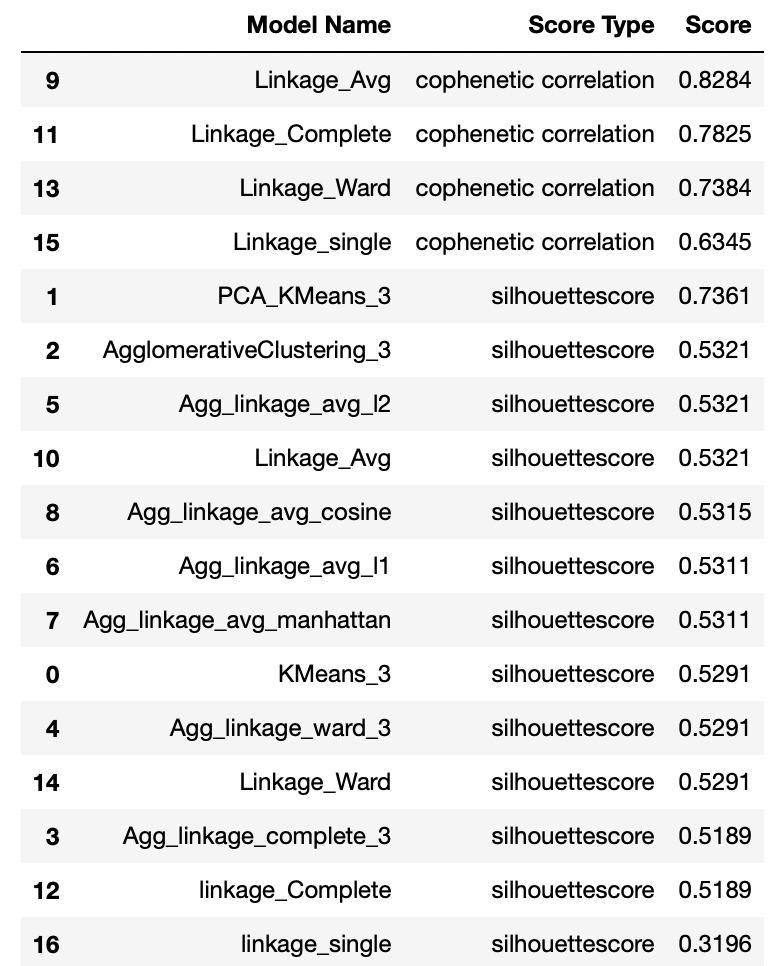 Model Name Score Type Score
9 Linkage_Avg cophenetic correlation 0.8284
11 Linkage_Complete cophenetic correlation 0.7825
13 Linkage_Ward cophenetic correlation 0.7384
15 Linkage_single cophenetic correlation 0.6345
1 PCA_KMeans_3 silhouettescore 0.7361
2 AgglomerativeClustering_3 silhouettescore 0.5321
5 Agg_linkage_avg_l2 silhouettescore 0.5321
10 Linkage_Avg silhouettescore 0.5321
8 Agg_linkage_avg_cosine silhouettescore 0.5315
6 Agg_linkage_avg_l1 silhouettescore 0.5311
7 Agg_linkage_avg_manhattan silhouettescore 0.5311
0 KMeans_3 silhouettescore 0.5291
4 Agg_linkage_ward_3 silhouettescore 0.5291
14 Linkage_Ward silhouettescore 0.5291
3 Agg_linkage_complete_3 silhouettescore 0.5189
12 linkage_Complete silhouettescore 0.5189
16 linkage_single silhouettescore 0.3196